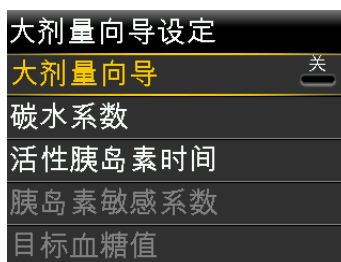 大剂量向导设定
大剂量向导 关
碳水系数
活性胰岛素时间
胰岛素敏感系数
目标血糖值